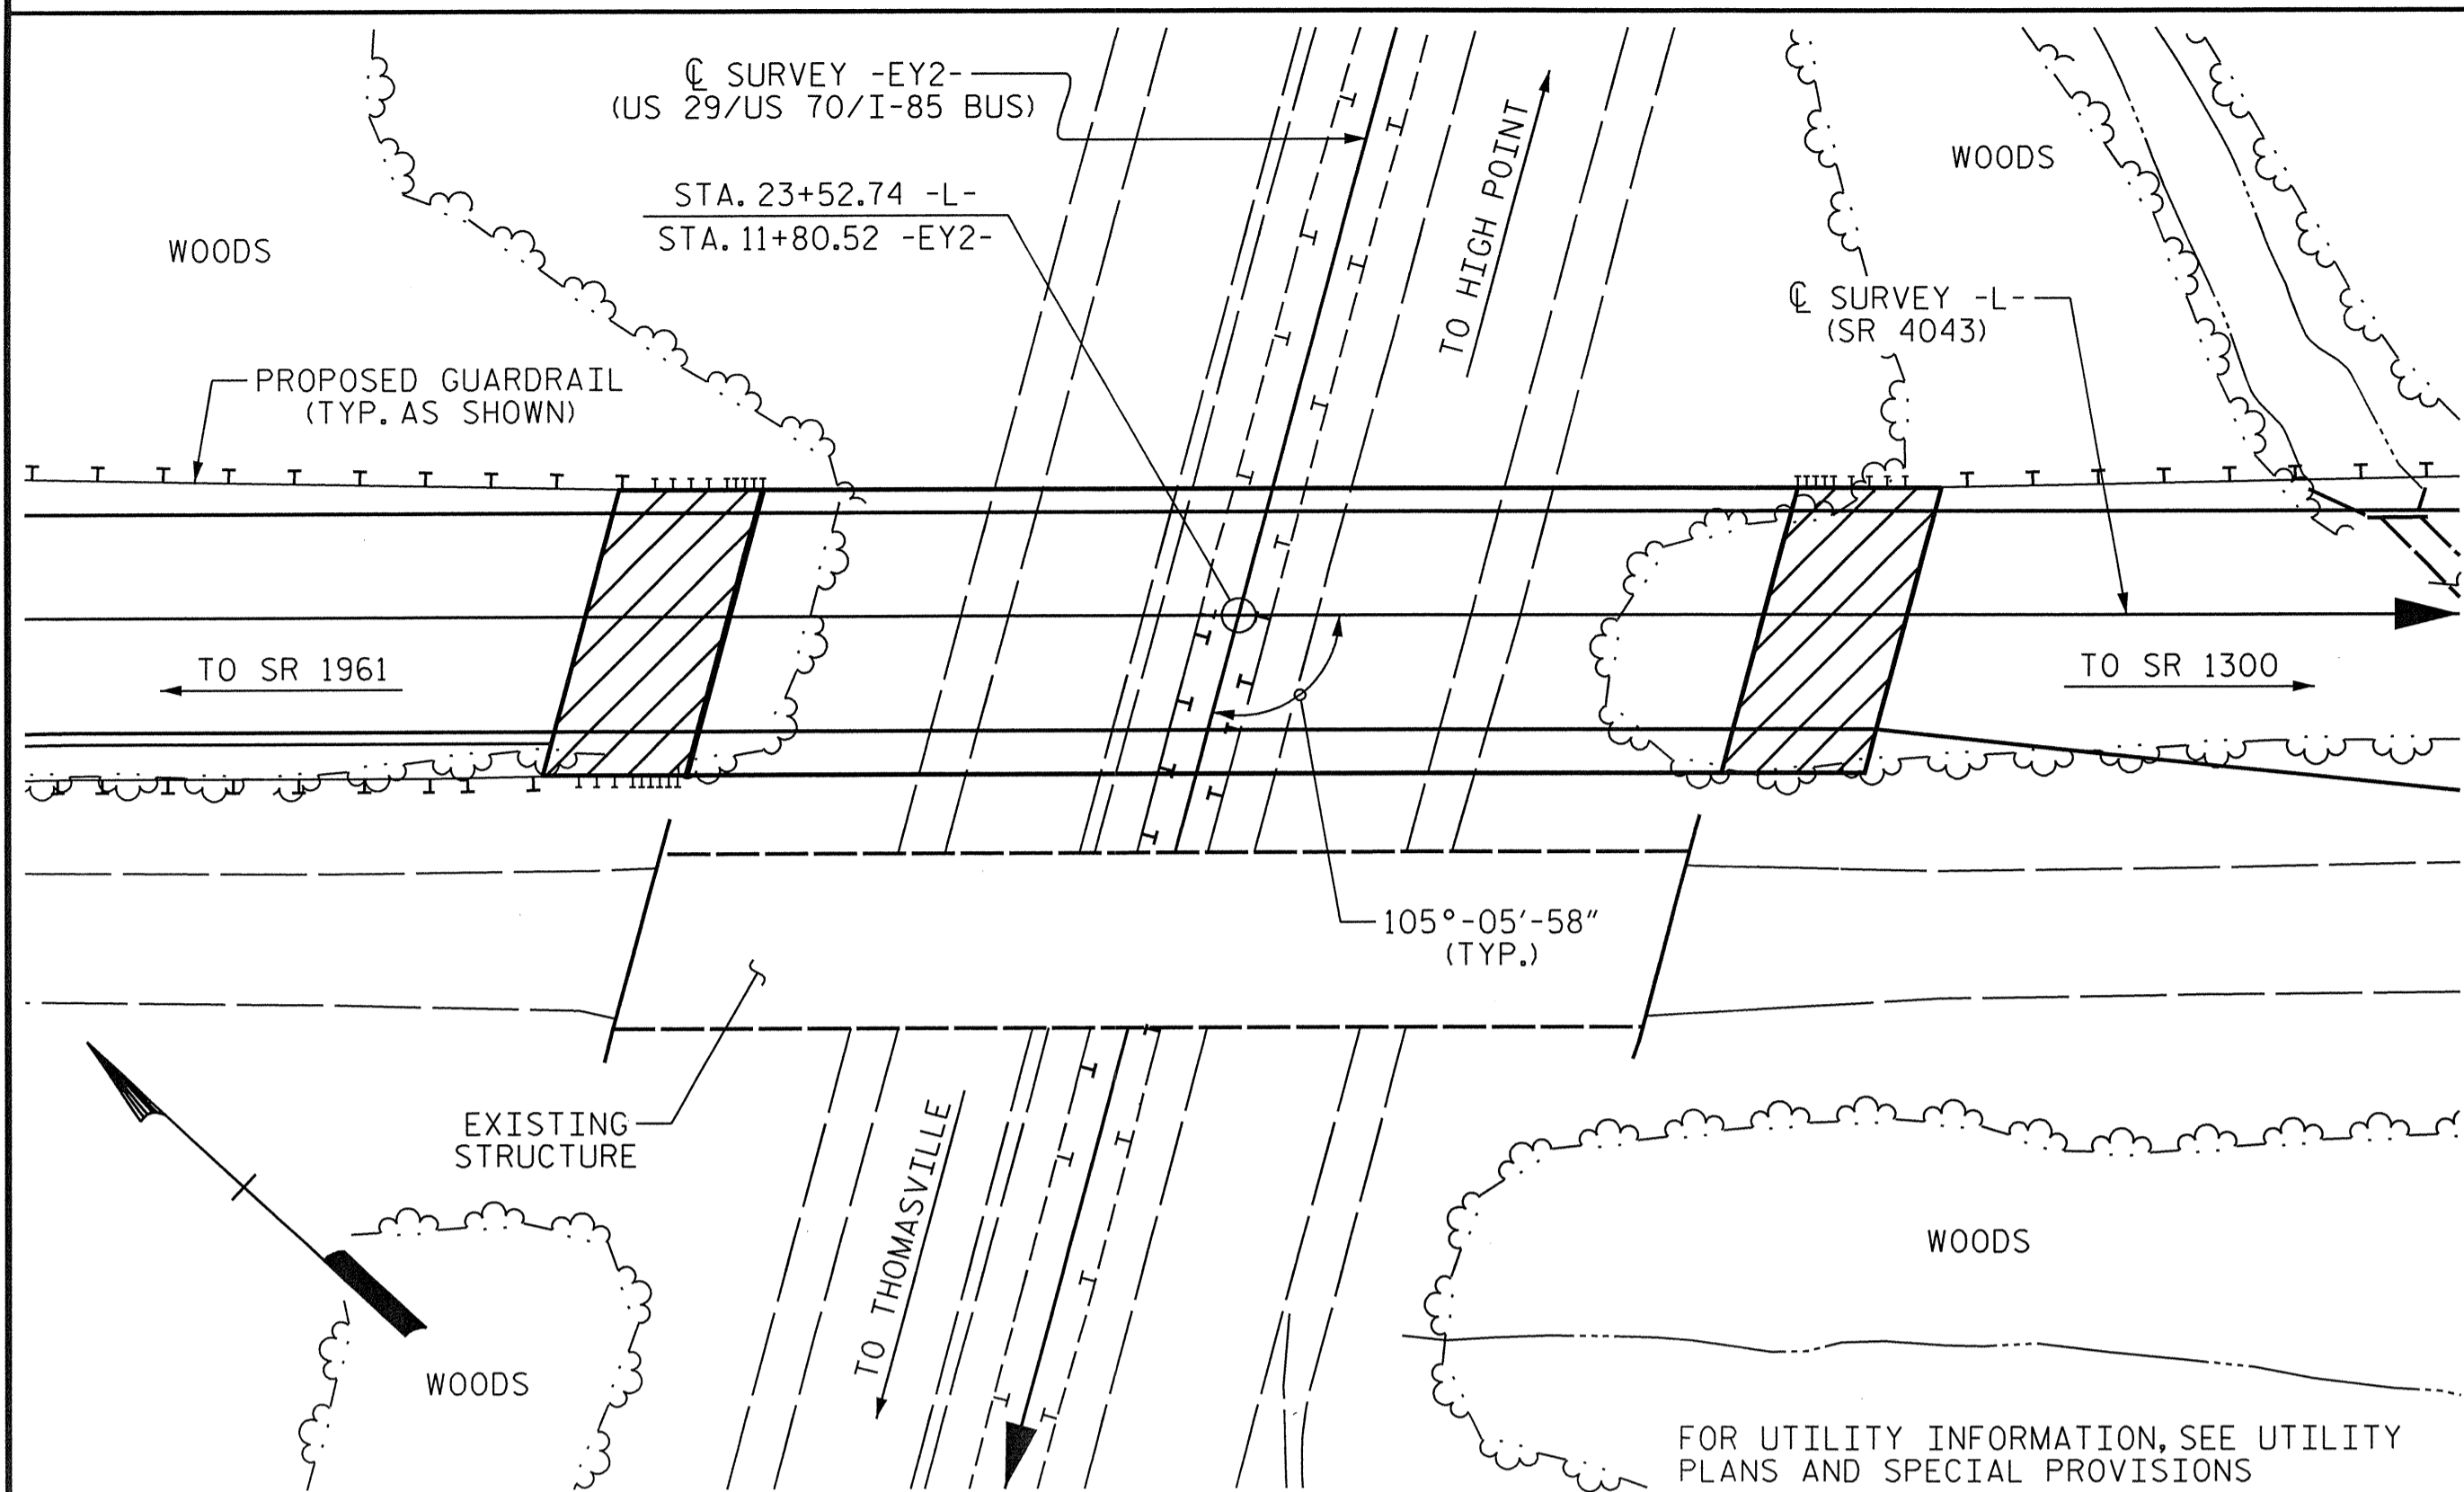 ℄ SURVEY -EY2-
(US 29/US 70/I-85 BUS)
STA. 23+52.74 -L-
STA. 11+80.52 -EY2-
WOODS
WOODS
TO HIGH POINT
℄ SURVEY -L-
(SR 4043)
PROPOSED GUARDRAIL
(TYP. AS SHOWN)
TO SR 1961
TO SR 1300
105°-05'-58"
(TYP.)
EXISTING
STRUCTURE
TO THOMASVILLE
WOODS
WOODS
FOR UTILITY INFORMATION, SEE UTILITY
PLANS AND SPECIAL PROVISIONS